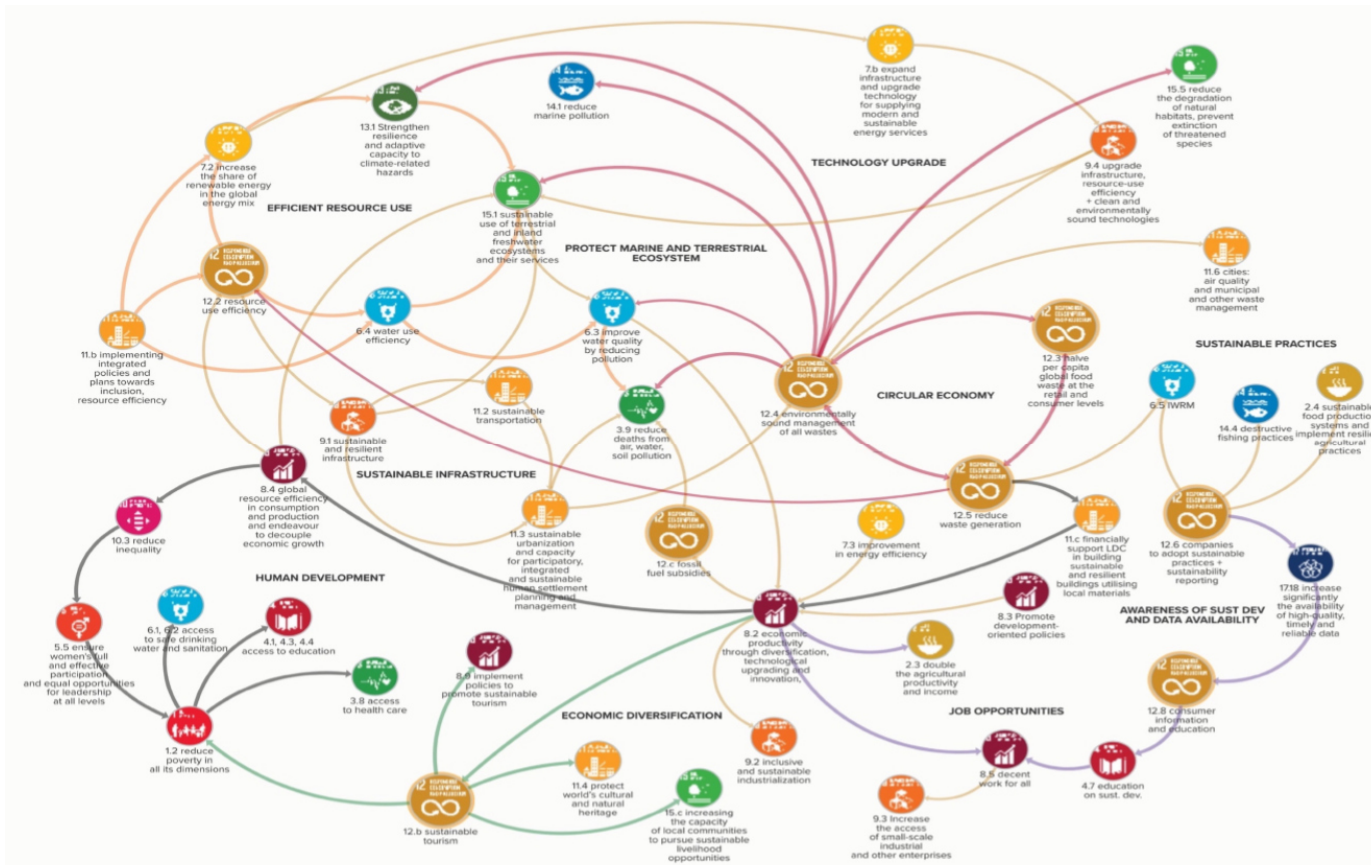 7.b expand
infrastructure
and upgrade
technology
for supplying
modern and
sustainable
energy services
14.1 reduce
marine pollution
15.5 reduce
the degradation
of natural
habitats, prevent
extinction
of threatened
species
13.1 Strengthen
resilience
and adaptive
capacity to
climate-related
hazards
TECHNOLOGY UPGRADE
7.2 increase
the share of
renewable energy
in the global
energy mix
9.4 upgrade
infrastructure,
resource-use
efficiency
+ clean and
environmentally
sound technologies
EFFICIENT RESOURCE USE
15.1 sustainable
use of terrestrial
and inland
freshwater
ecosystems
and their services
PROTECT MARINE AND TERRESTRIAL
ECOSYSTEM
11.6 cities:
air quality
and municipal
and other waste
management
12.2 resource
use efficiency
6.4 water use
efficiency
6.3 improve
water quality
by reducing
pollution
11.b implementing
integrated
policies and
plans towards
inclusion,
resource efficiency
12.3 halve
per capita
global food
waste at the
retail and
consumer levels
SUSTAINABLE PRACTICES
12.4 environmentally
sound management
of all wastes
CIRCULAR ECONOMY
6.5 IWRM
14.4 destructive
fishing practices
2.4 sustainable
food production
systems and
implement resilie
agricultural
practices
11.2 sustainable
transportation
3.9 reduce
deaths from
air, water,
soil pollution
9.1 sustainable
and resilient
infrastructure
SUSTAINABLE INFRASTRUCTURE
8.4 global
resource efficiency
in consumption
and production
and endeavour
to decouple
economic growth
12.5 reduce
waste generation
10.3 reduce
inequality
11.3 sustainable
urbanization
and capacity
for participatory,
integrated
and sustainable
human settlement
planning and
management
12.c fossil
fuel subsidies
7.3 improvement
in energy efficiency
11.c financially
support LDC
in building
sustainable
and resilient
buildings utilising
local materials
12.6 companies
to adopt sustainable
practices +
sustainability
reporting
17.18 increase
significantly
the availability
of high-quality,
timely and
reliable data
HUMAN DEVELOPMENT
AWARENESS OF SUST DEV
AND DATA AVAILABILITY
5.5 ensure
women's full
and effective
participation
and equal opportunities
for leadership
at all levels
6.1, 6.2 access
to safe drinking
water and sanitation
4.1, 4.3, 4.4
access to education
3.8 access
to health care
8.9 implement
policies to
promote sustainable
tourism
8.2 economic
productivity
through diversification,
technological
upgrading and
innovation,
8.3 Promote
development-
oriented policies
2.3 double
the agricultural
productivity
and income
12.8 consumer
information
and education
ECONOMIC DIVERSIFICATION
JOB OPPORTUNITIES
1.2 reduce
poverty in
all its dimensions
9.2 inclusive
and sustainable
industrialization
8.5 decent
work for all
4.7 education
on sust. dev.
11.4 protect
world's cultural
and natural
heritage
12.b sustainable
tourism
15.c increasing
the capacity
of local communities
to pursue sustainable
livelihood
opportunities
9.3 Increase
the access
of small-scale
industrial
and other enterprises